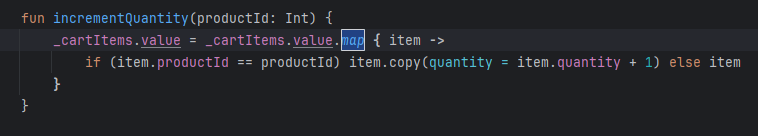 fun incrementQuantity(productId: Int) {
_cartItems.value = _cartItems.value.map { item ->
if (item.productId == productId) item.copy(quantity = item.quantity + 1) else item
}
}